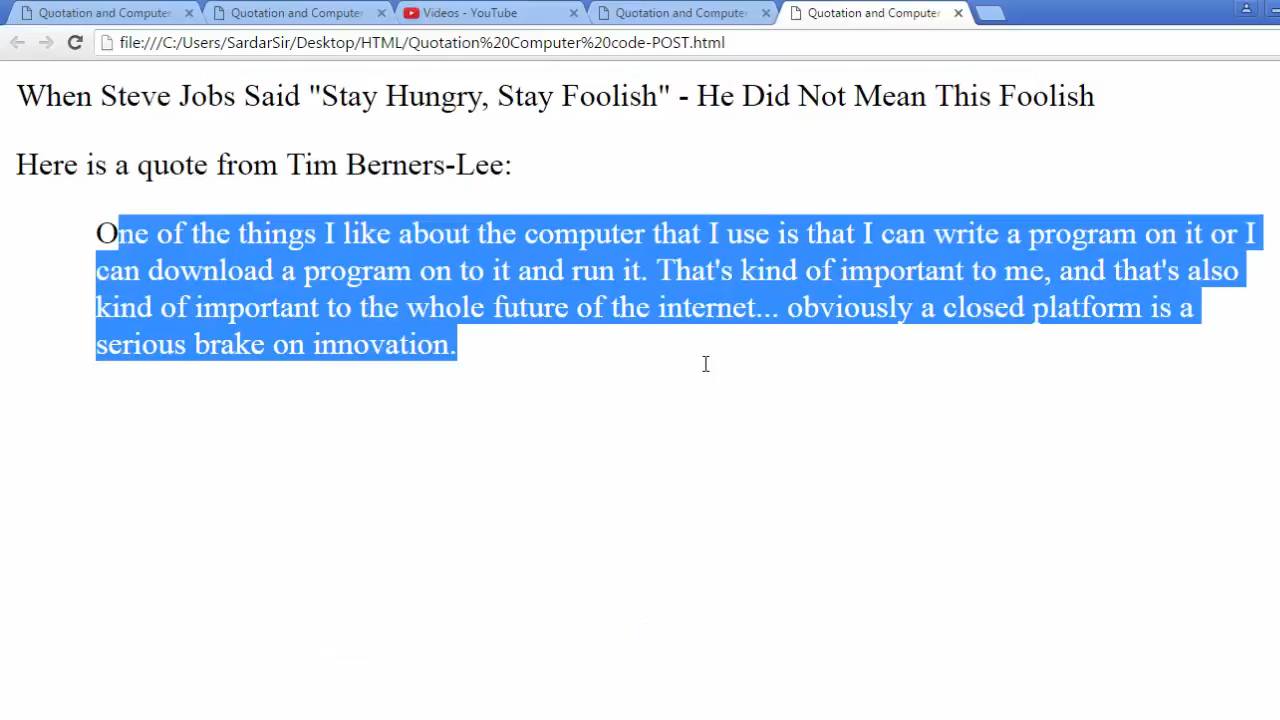 Quotation and Computer Quotation and Computer Videos - YouTube Quotation and Computer Quotation and Computer
file:///C:/Users/SardarSir/Desktop/HTML/Quotation%20Computer%20code-POST.html
When Steve Jobs Said "Stay Hungry, Stay Foolish" - He Did Not Mean This Foolish
Here is a quote from Tim Berners-Lee:
One of the things I like about the computer that I use is that I can write a program on it or I
can download a program on to it and run it. That's kind of important to me, and that's also
kind of important to the whole future of the internet... obviously a closed platform is a
serious brake on innovation.